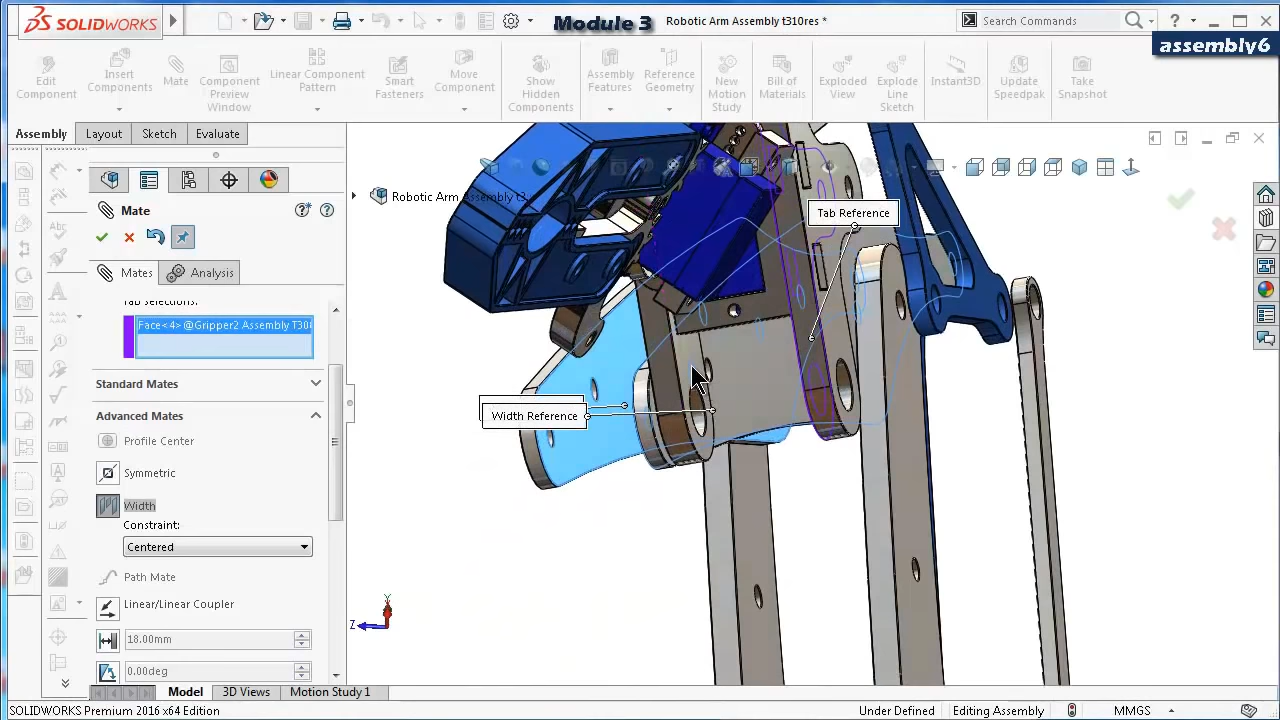 SOLIDWORKS
Module 3
Robotic Arm Assembly t310res *
Search Comm
assembly6
Edit Component
Insert Components
Mate
Component Preview Window
Linear Component Pattern
Smart Fasteners
Move Component
Show Hidden Components
Assembly Features
Reference Geometry
New Motion Study
Bill of Materials
Exploded View
Explode Line Sketch
Instant3D
Update Speedpak
Take Snapshot
Assembly
Layout
Sketch
Evaluate
Robotic Arm Assembly t3
Mate
Mates
Analysis
Tab selections:
Face<4> @Gripper2 Assembly T30
Standard Mates
Advanced Mates
Profile Center
Symmetric
Width
Constraint:
Centered
Path Mate
Linear/Linear Coupler
18.00mm
0.00deg
Tab Reference
Width Reference
Y
Z
Model
3D Views
Motion Study 1
SOLIDWORKS Premium 2016 x64 Edition
Under Defined
Editing Assembly
MMGS